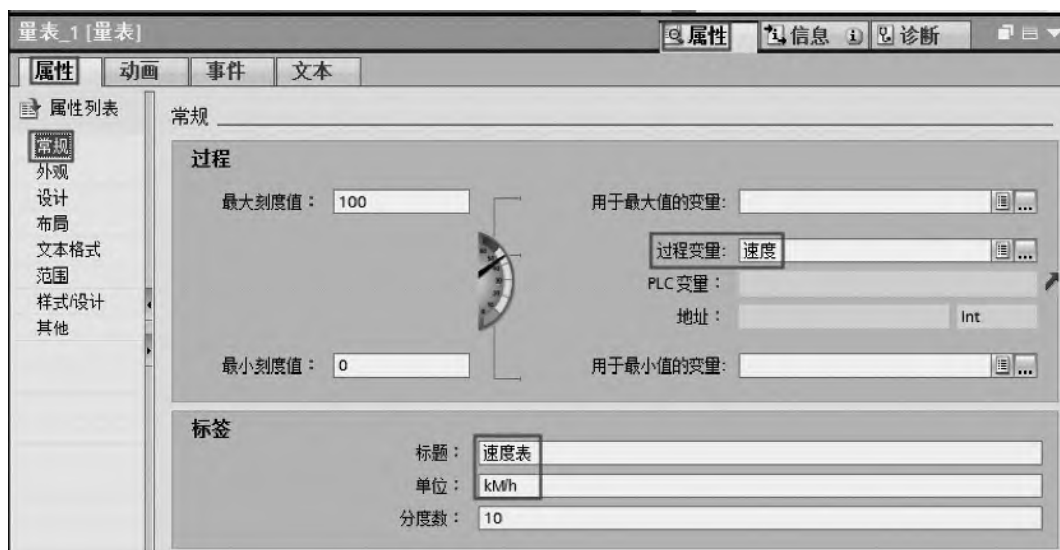 量表_1 [量表]
属性 信息 诊断
属性 动画 事件 文本
属性列表
常规
外观
设计
布局
文本格式
范围
样式/设计
其他
常规
过程
最大刻度值： 100 用于最大值的变量:
过程变量: 速度
PLC变量：
地址： Int
最小刻度值： 0 用于最小值的变量:
标签
标题： 速度表
单位： kM/h
分度数： 10